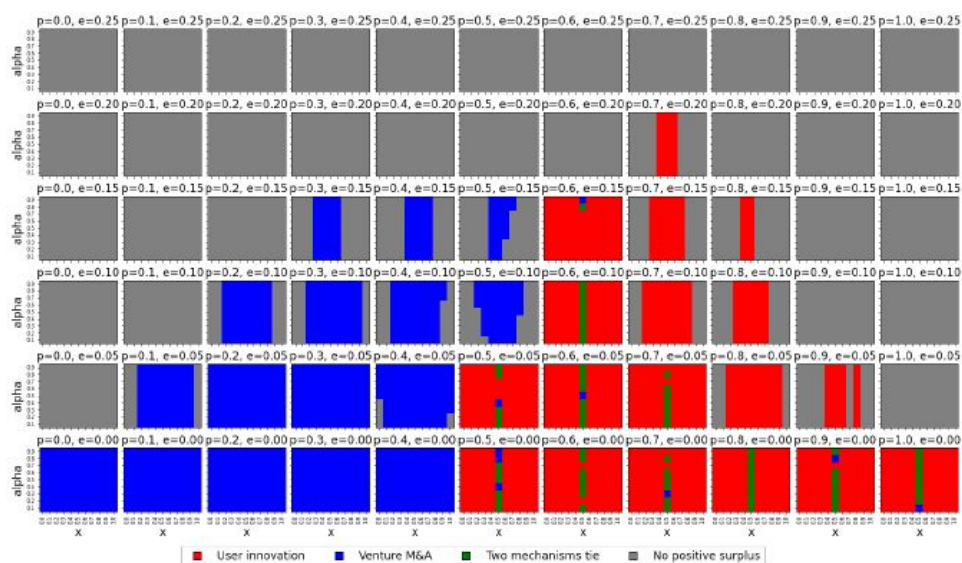 p=0.0, e=0.25 p=0.1, e=0.25 p=0.2, e=0.25 p=0.3, e=0.25 p=0.4, e=0.25 p=0.5, e=0.25 p=0.6, e=0.25 p=0.7, e=0.25 p=0.8, e=0.25 p=0.9, e=0.25 p=1.0, e=0.25
alpha
p=0.0, e=0.20 p=0.1, e=0.20 p=0.2, e=0.20 p=0.3, e=0.20 p=0.4, e=0.20 p=0.5, e=0.20 p=0.6, e=0.20 p=0.7, e=0.20 p=0.8, e=0.20 p=0.9, e=0.20 p=1.0, e=0.20
alpha
p=0.0, e=0.15 p=0.1, e=0.15 p=0.2, e=0.15 p=0.3, e=0.15 p=0.4, e=0.15 p=0.5, e=0.15 p=0.6, e=0.15 p=0.7, e=0.15 p=0.8, e=0.15 p=0.9, e=0.15 p=1.0, e=0.15
alpha
p=0.0, e=0.10 p=0.1, e=0.10 p=0.2, e=0.10 p=0.3, e=0.10 p=0.4, e=0.10 p=0.5, e=0.10 p=0.6, e=0.10 p=0.7, e=0.10 p=0.8, e=0.10 p=0.9, e=0.10 p=1.0, e=0.10
alpha
p=0.0, e=0.05 p=0.1, e=0.05 p=0.2, e=0.05 p=0.3, e=0.05 p=0.4, e=0.05 p=0.5, e=0.05 p=0.6, e=0.05 p=0.7, e=0.05 p=0.8, e=0.05 p=0.9, e=0.05 p=1.0, e=0.05
alpha
p=0.0, e=0.00 p=0.1, e=0.00 p=0.2, e=0.00 p=0.3, e=0.00 p=0.4, e=0.00 p=0.5, e=0.00 p=0.6, e=0.00 p=0.7, e=0.00 p=0.8, e=0.00 p=0.9, e=0.00 p=1.0, e=0.00
alpha
X X X X X X X X X X X
User innovation Venture M&A Two mechanisms tie No positive surplus